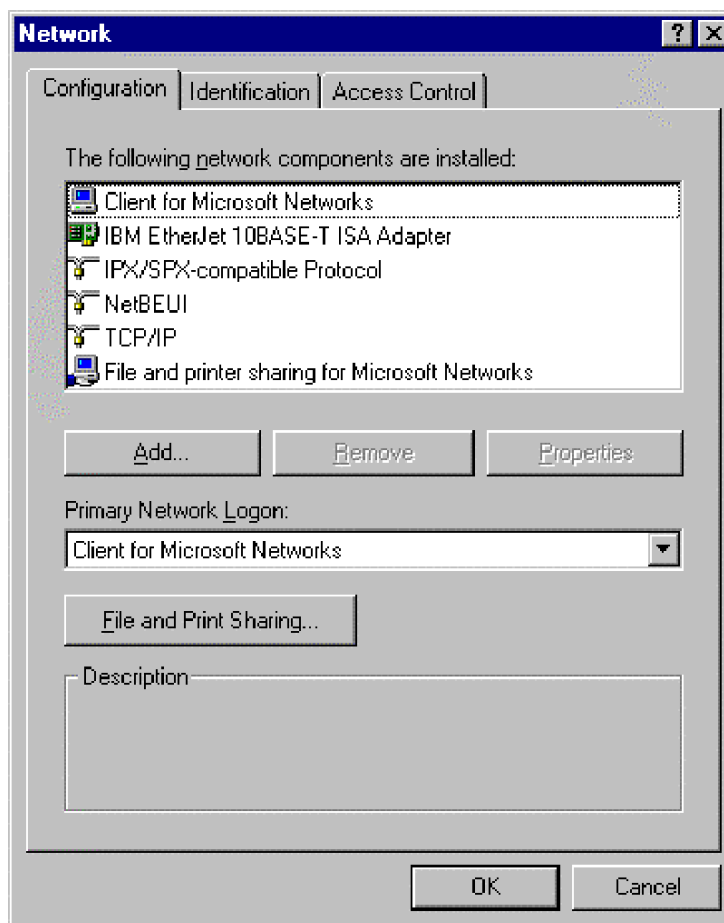 Network
Configuration Identification Access Control
The following network components are installed:
Client for Microsoft Networks
IBM EtherJet 10BASE-T ISA Adapter
IPX/SPX-compatible Protocol
NetBEUI
TCP/IP
File and printer sharing for Microsoft Networks
Add... Remove Properties
Primary Network Logon:
Client for Microsoft Networks
File and Print Sharing...
Description
OK Cancel